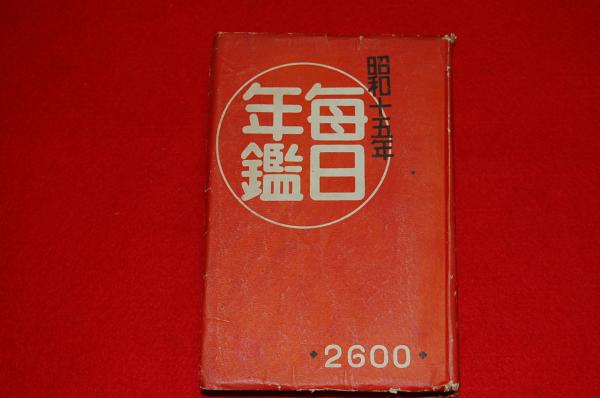 昭和十五年
毎日
年鑑
2600